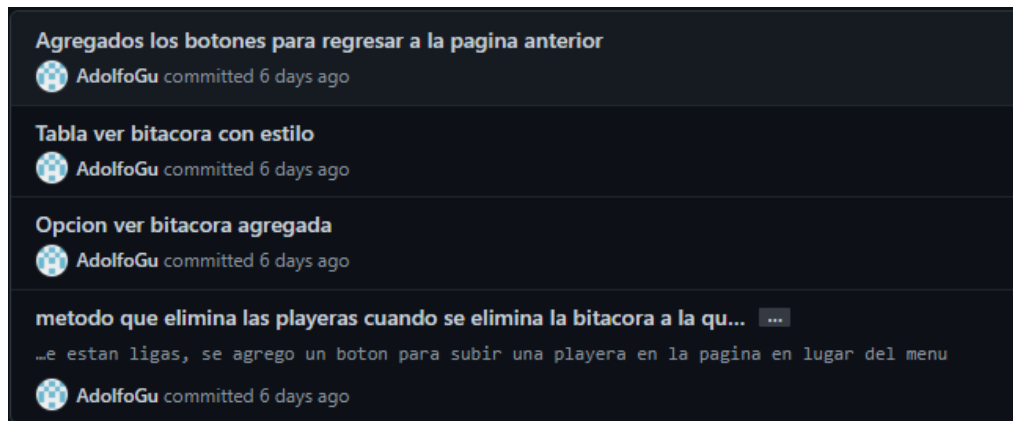 Agregados los botones para regresar a la pagina anterior
AdolfoGu committed 6 days ago
Tabla ver bitacora con estilo
AdolfoGu committed 6 days ago
Opcion ver bitacora agregada
AdolfoGu committed 6 days ago
metodo que elimina las playeras cuando se elimina la bitacora a la qu... ...
…e estan ligas, se agrego un boton para subir una playera en la pagina en lugar del menu
AdolfoGu committed 6 days ago